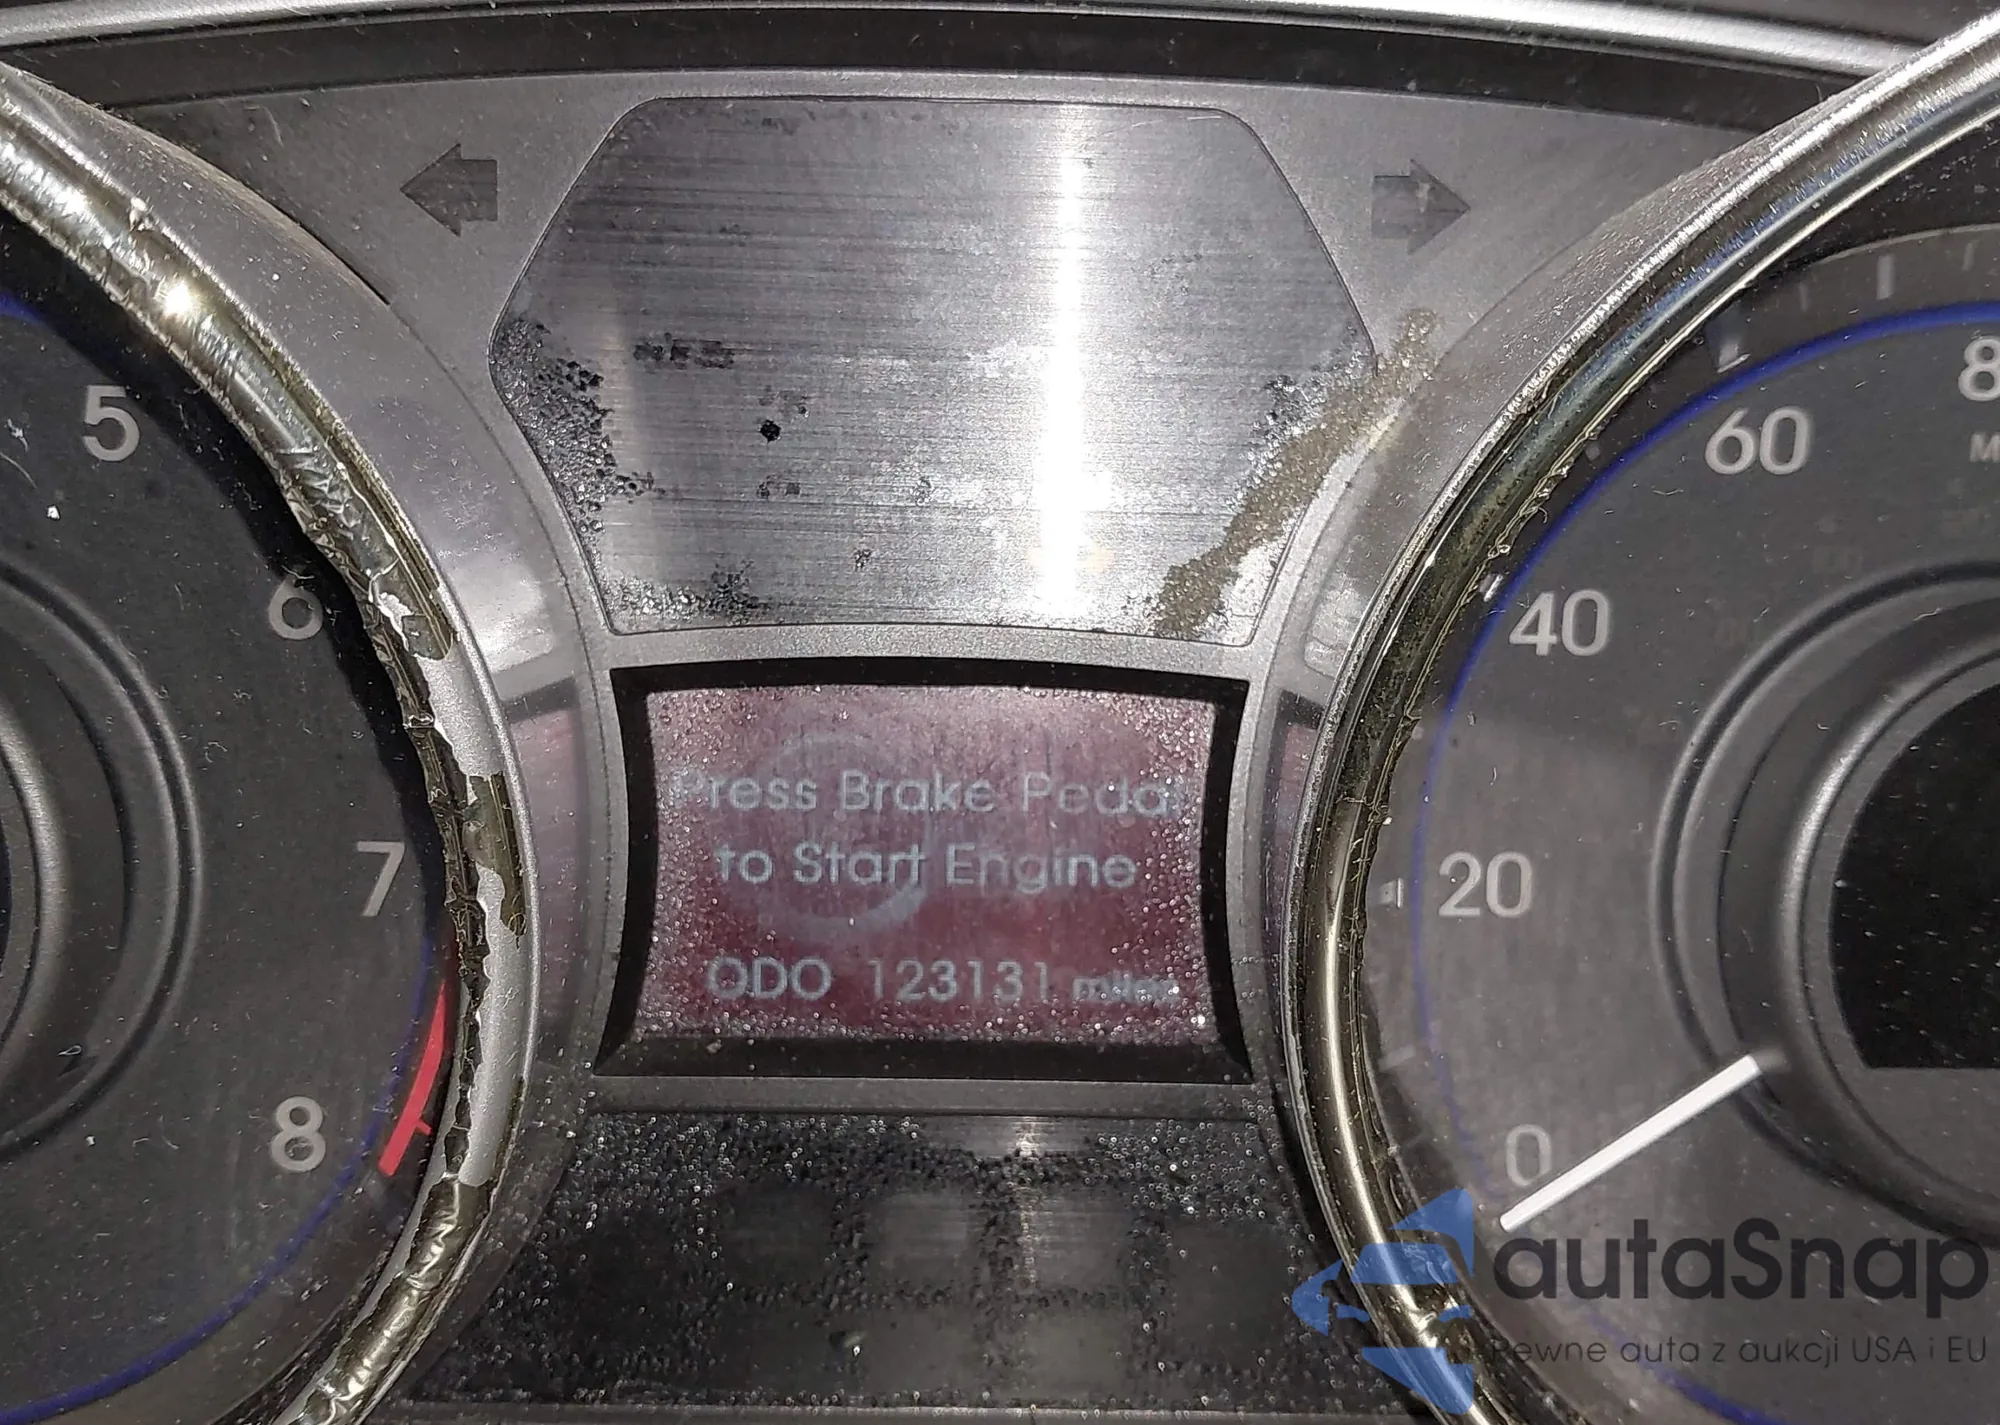 5
6
7
8
Press Brake Pedal
to Start Engine
ODO 123131 miles
8
60
40
20
0
autaSnap
Pewne auta z aukcji USA i EU